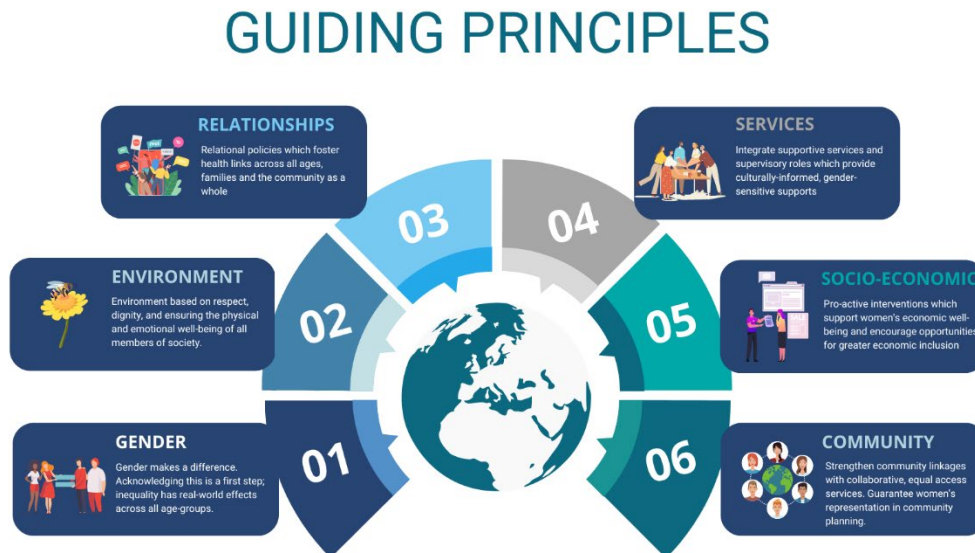 GUIDING PRINCIPLES
RELATIONSHIPS
Relational policies which foster
health links across all ages,
families and the community as a
whole
SERVICES
Integrate supportive services and
supervisory roles which provide
culturally-informed, gender-
sensitive supports
03
04
ENVIRONMENT
Environment based on respect,
dignity, and ensuring the physical
and emotional well-being of all
members of society.
02
05
SOCIO-ECONOMIC
Pro-active interventions which
support women's economic well-
being and encourage opportunities
for greater economic inclusion
GENDER
Gender makes a difference.
Acknowledging this is a first step;
inequality has real-world effects
across all age-groups.
01
06
COMMUNITY
Strengthen community linkages
with collaborative, equal access
services. Guarantee women's
representation in community
planning.